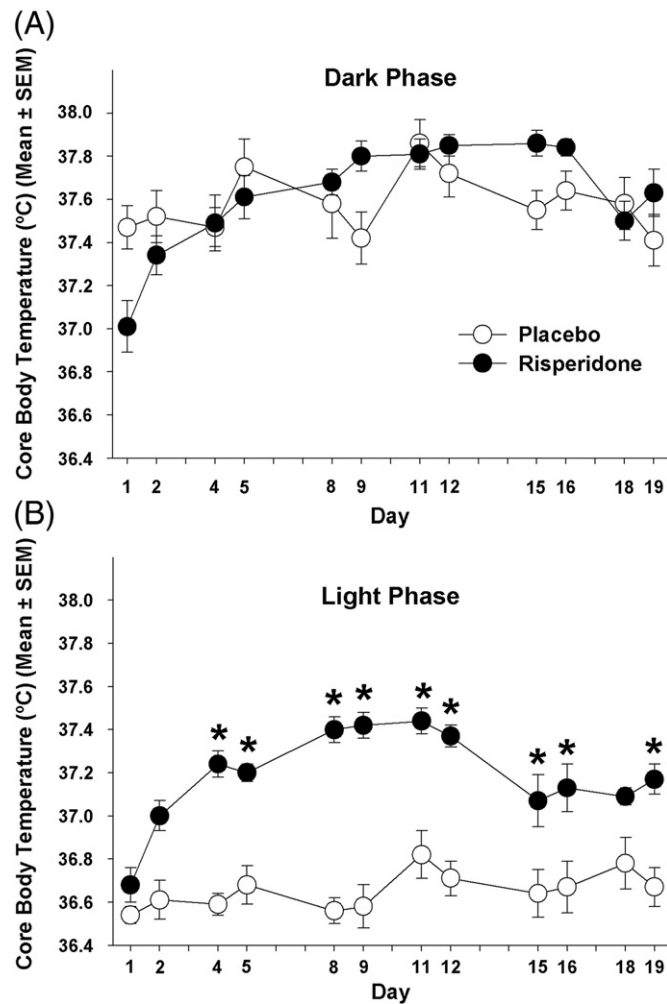 (A)
Dark Phase
Core Body Temperature (ºC) (Mean ± SEM)
38.0
37.8
37.6
37.4
37.2
37.0
36.8
36.6
36.4
Placebo
Risperidone
1 2 4 5 8 9 11 12 15 16 18 19
Day
(B)
Light Phase
Core Body Temperature (ºC) (Mean ± SEM)
38.0
37.8
37.6
37.4
37.2
37.0
36.8
36.6
36.4
* * * * * * * * *
1 2 4 5 8 9 11 12 15 16 18 19
Day